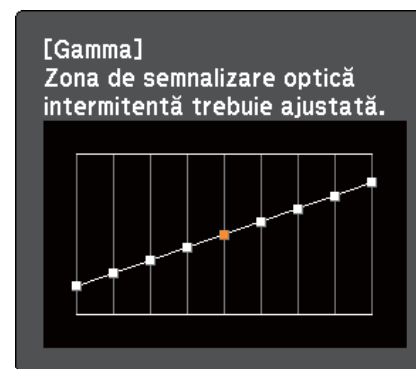 [Gamma]
Zona de semnalizare optică
intermitentă trebuie ajustată.